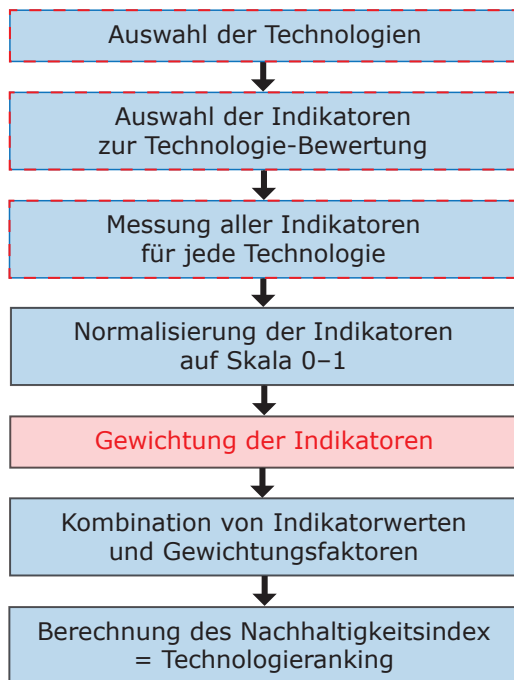 Auswahl der Technologien
Auswahl der Indikatoren
zur Technologie-Bewertung
Messung aller Indikatoren
für jede Technologie
Normalisierung der Indikatoren
auf Skala 0–1
Gewichtung der Indikatoren
Kombination von Indikatorwerten
und Gewichtungsfaktoren
Berechnung des Nachhaltigkeitsindex
= Technologieranking